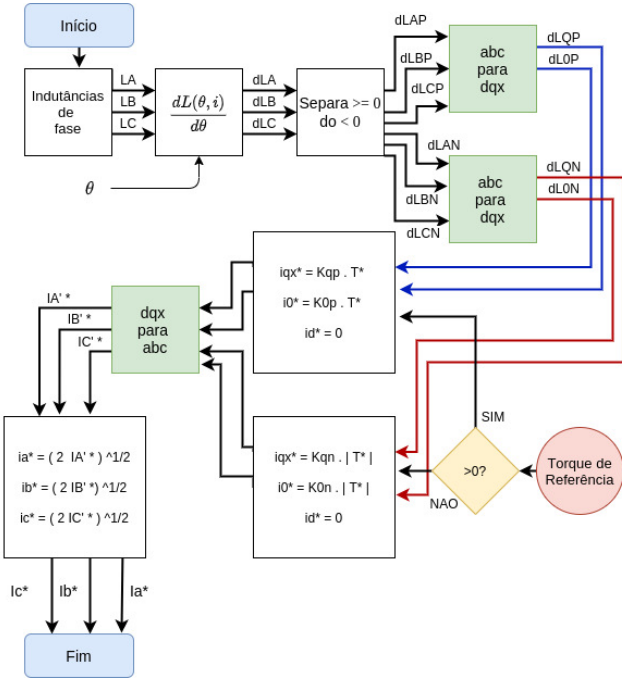 Início
Indutâncias
de
fase
LA
LB
LC
dL(θ, i)
dθ
θ
dLA
dLB
dLC
Separa >= 0
do < 0
dLAP
dLBP
dLCP
dLAN
dLBN
dLCN
abc
para
dqx
dLQP
dL0P
abc
para
dqx
dLQN
dL0N
iqx* = Kqp . T*
i0* = K0p . T*
id* = 0
dqx
para
abc
IA' *
IB' *
IC' *
ia* = ( 2 IA' * ) ^1/2
ib* = ( 2 IB' *) ^1/2
ic* = ( 2 IC' * ) ^1/2
iqx* = Kqn . | T* |
i0* = K0n . | T* |
id* = 0
SIM
>0?
NAO
Torque de
Referência
Ic*
Ib*
Ia*
Fim